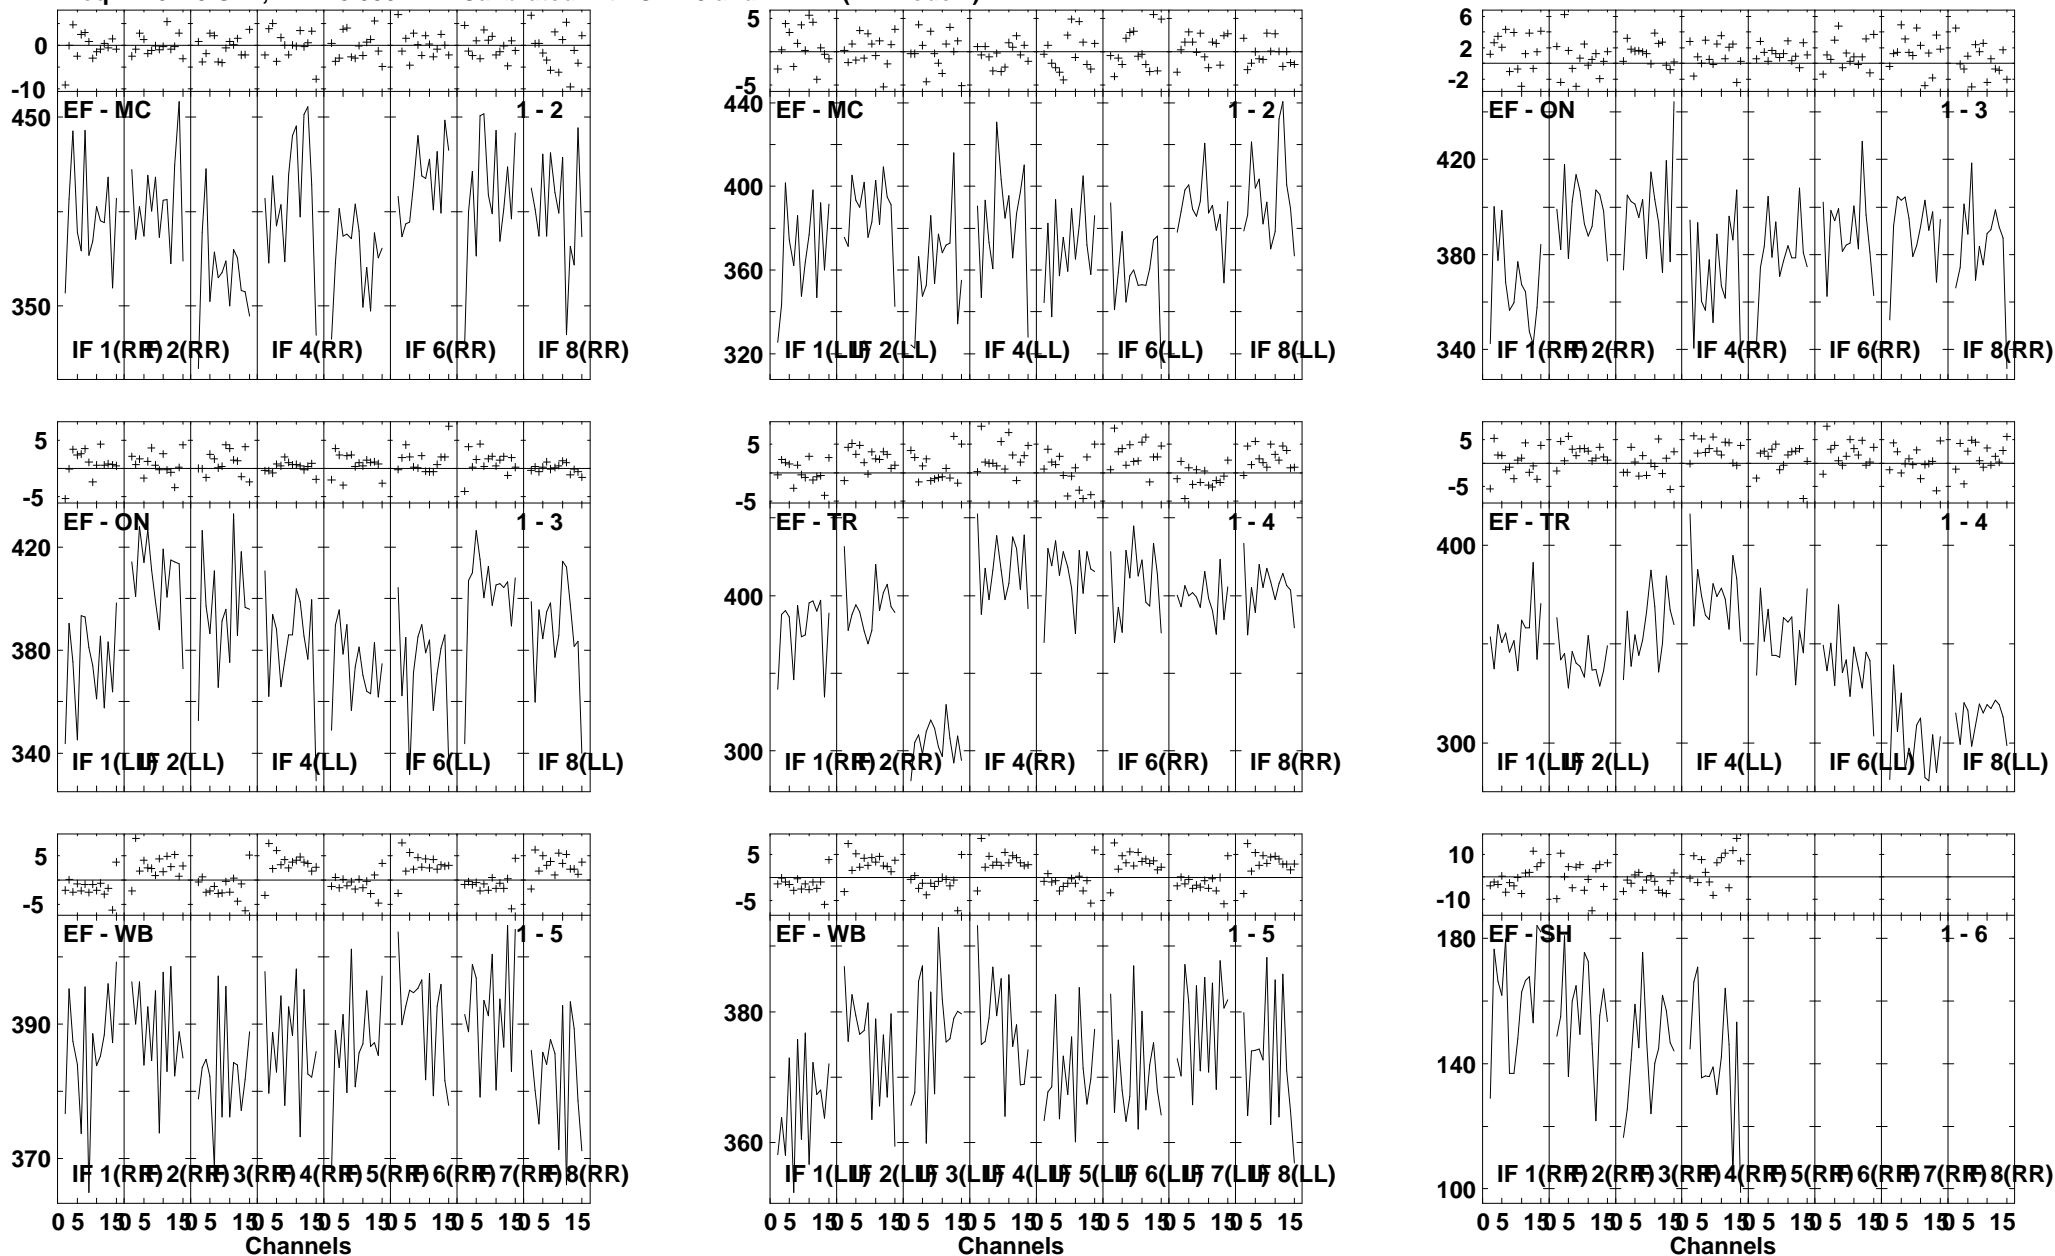 0
-10
450
350
EF - MC
1 - 2
IF 1(RR)
IF 2(RR)
IF 4(RR)
IF 6(RR)
IF 8(RR)
5
-5
440
400
360
320
EF - MC
1 - 2
IF 1(LL)
IF 2(LL)
IF 4(LL)
IF 6(LL)
IF 8(LL)
6
2
-2
420
380
340
EF - ON
1 - 3
IF 1(RR)
IF 2(RR)
IF 4(RR)
IF 6(RR)
IF 8(RR)
5
-5
420
380
340
EF - ON
1 - 3
IF 1(LL)
IF 2(LL)
IF 4(LL)
IF 6(LL)
IF 8(LL)
5
-5
400
300
EF - TR
1 - 4
IF 1(RR)
IF 2(RR)
IF 4(RR)
IF 6(RR)
IF 8(RR)
5
-5
400
300
EF - TR
1 - 4
IF 1(LL)
IF 2(LL)
IF 4(LL)
IF 6(LL)
IF 8(LL)
5
-5
390
370
EF - WB
1 - 5
IF 1(RR)
IF 2(RR)
IF 3(RR)
IF 4(RR)
IF 5(RR)
IF 6(RR)
IF 7(RR)
IF 8(RR)
0 5 15 0 5 15 0 5 15 0 5 15 0 5 15 0 5 15 0 5 15 0 5 15
Channels
5
-5
380
360
EF - WB
1 - 5
IF 1(LL)
IF 2(LL)
IF 3(LL)
IF 4(LL)
IF 5(LL)
IF 6(LL)
IF 7(LL)
IF 8(LL)
0 5 15 0 5 15 0 5 15 0 5 15 0 5 15 0 5 15 0 5 15 0 5 15
Channels
10
-10
180
140
100
EF - SH
1 - 6
IF 1(RR)
IF 2(RR)
IF 3(RR)
IF 4(RR)
IF 5(RR)
IF 6(RR)
IF 7(RR)
IF 8(RR)
0 5 15 0 5 15 0 5 15 0 5 15 0 5 15 0 5 15 0 5 15 0 5 15
Channels